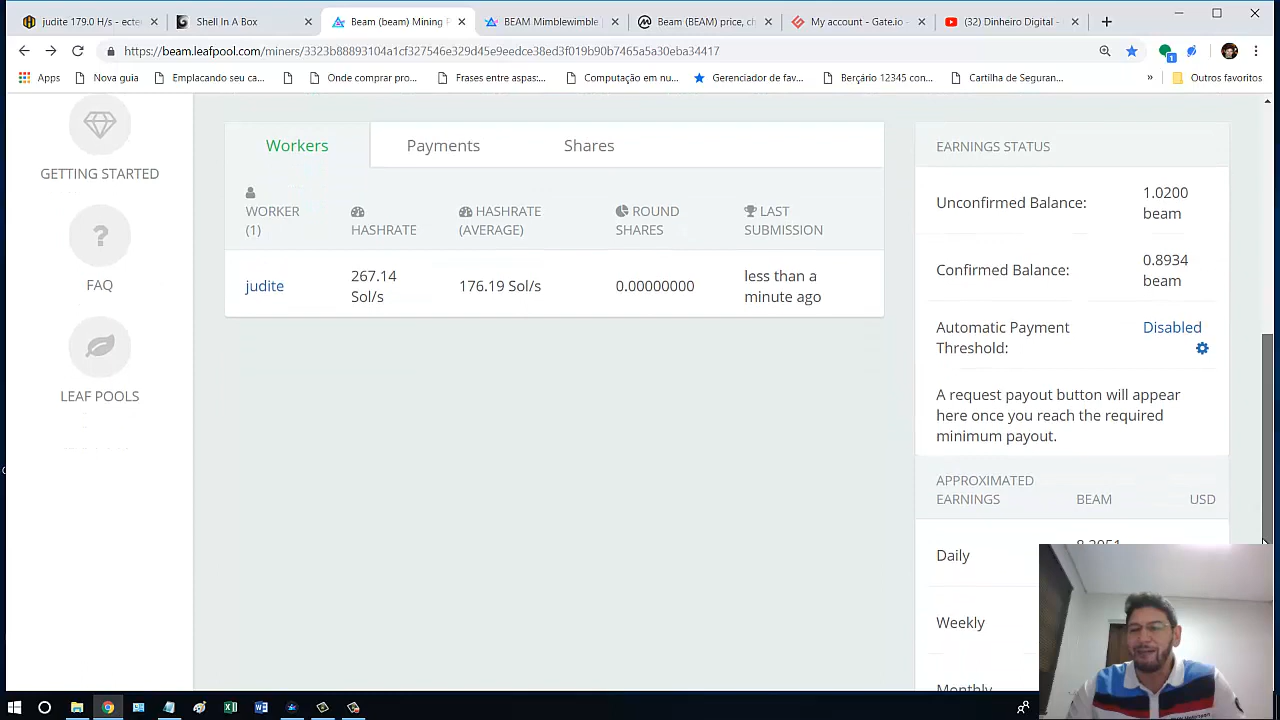 judite 179.0 H/s - ecte
Shell In A Box
Beam (beam) Mining P
BEAM Mimblewimble
Beam (BEAM) price, ch
My account - Gate.io
(32) Dinheiro Digital -
https://beam.leafpool.com/miners/3323b88893104a1cf327546e329d45e9eedce38ed3f019b90b7465a5a30eba34417
1
Apps
Nova guia
Emplacando seu ca...
Onde comprar pro...
Frases entre aspas:...
Computação em nu...
Gerenciador de fav...
Berçário 12345 con...
Cartilha de Seguran...
»
Outros favoritos
GETTING STARTED
?
FAQ
LEAF POOLS
Workers
Payments
Shares
WORKER
(1)
HASHRATE
HASHRATE
(AVERAGE)
ROUND
SHARES
LAST
SUBMISSION
judite
267.14
Sol/s
176.19 Sol/s
0.00000000
less than a
minute ago
EARNINGS STATUS
Unconfirmed Balance:
1.0200
beam
Confirmed Balance:
0.8934
beam
Automatic Payment
Threshold:
Disabled
A request payout button will appear
here once you reach the required
minimum payout.
APPROXIMATED
EARNINGS
BEAM
USD
Daily
Weekly
Monthly